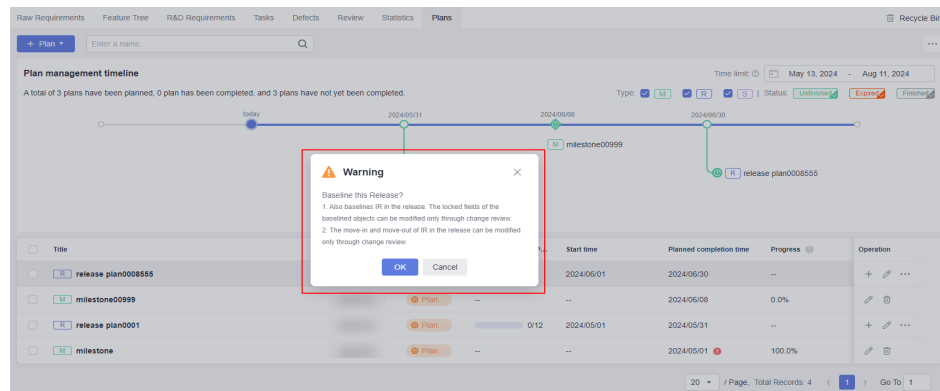 Raw Requirements Feature Tree R&D Requirements Tasks Defects Review Statistics Plans Recycle Bin
+ Plan Enter a name.
Plan management timeline Time limit: May 13, 2024 - Aug 11, 2024
A total of 3 plans have been planned, 0 plan has been completed, and 3 plans have not yet been completed. Type: M R S | Status: Unfinished Expired Finished
today 2024/05/31 2024/06/08 2024/06/30
M milestone00999
R release plan0008555
Warning
Baseline this Release?
1. Also baselines IR in the release. The locked fields of the
baselined objects can be modified only through change review.
2. The move-in and move-out of IR in the release can be modified
only through change review.
OK Cancel
Title P... Start time Planned completion time Progress Operation
R release plan0008555 2024/06/01 2024/06/30 --
M milestone00999 Plan... -- -- 2024/06/08 0.0%
R release plan0001 Plan... 0/12 2024/05/01 2024/05/31 --
M milestone Plan... -- -- 2024/05/01 100.0%
20 / Page, Total Records: 4 < 1 > Go To 1